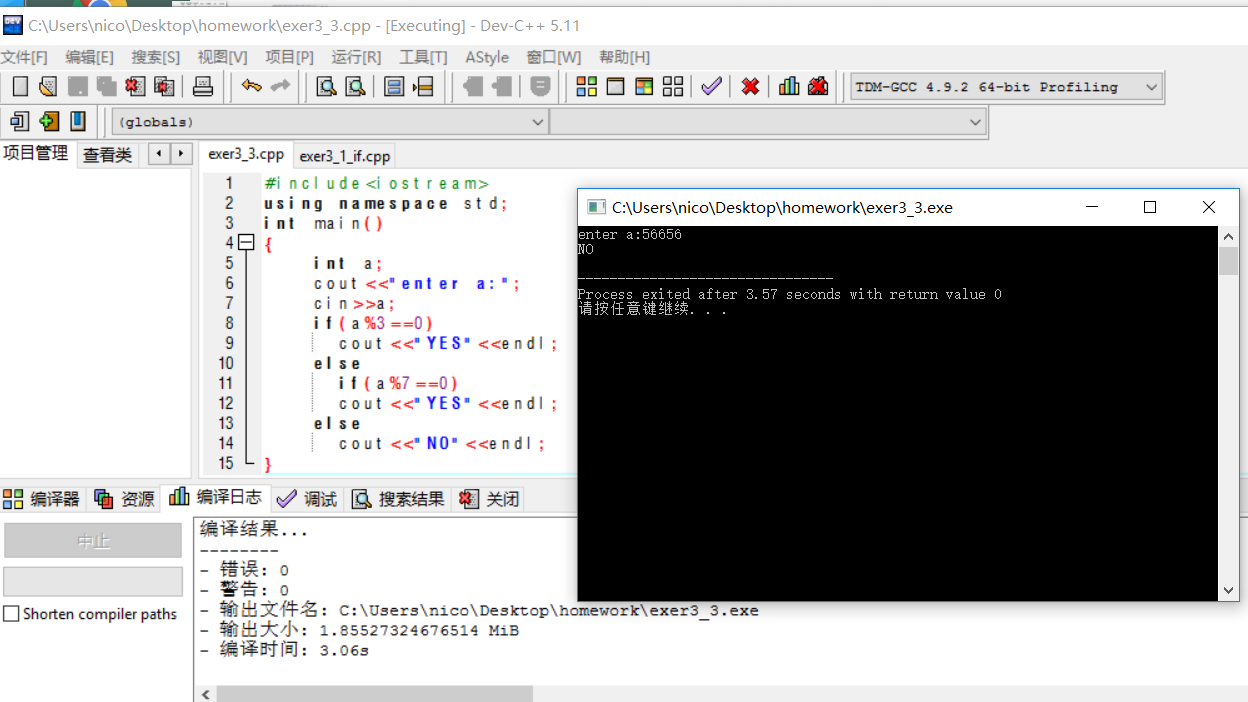 C:\Users\nico\Desktop\homework\exer3_3.cpp - [Executing] - Dev-C++ 5.11
文件[F] 编辑[E] 搜索[S] 视图[V] 项目[P] 运行[R] 工具[T] AStyle 窗口[W] 帮助[H]
TDM-GCC 4.9.2 64-bit Profiling
(globals)
项目管理 查看类
exer3_3.cpp exer3_1_if.cpp
1 #include<iostream>
2 using namespace std;
3 int main()
4 {
5 int a;
6 cout<<"enter a:";
7 cin>>a;
8 if(a%3==0)
9 cout<<"YES"<<endl;
10 else
11 if(a%7==0)
12 cout<<"YES"<<endl;
13 else
14 cout<<"NO"<<endl;
15 }
C:\Users\nico\Desktop\homework\exer3_3.exe
enter a:56656
NO
--------------------------------
Process exited after 3.57 seconds with return value 0
请按任意键继续. . .
编译器 资源 编译日志 调试 搜索结果 关闭
中止
Shorten compiler paths
编译结果...
--------
- 错误: 0
- 警告: 0
- 输出文件名: C:\Users\nico\Desktop\homework\exer3_3.exe
- 输出大小: 1.85527324676514 MiB
- 编译时间: 3.06s